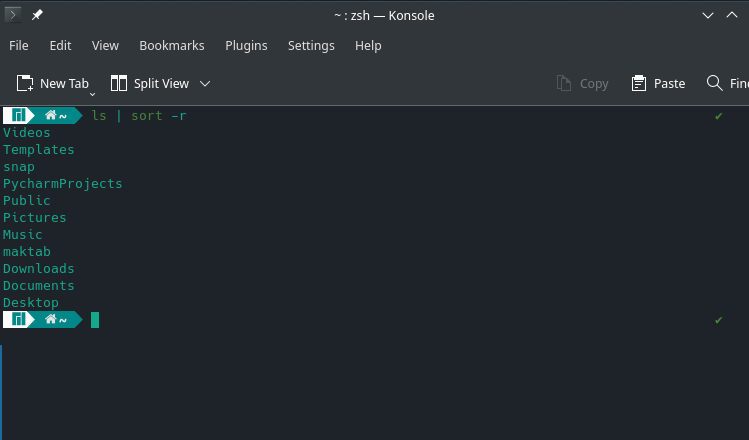 ~ : zsh — Konsole
File Edit View Bookmarks Plugins Settings Help
New Tab Split View Copy Paste Find
~ ls | sort -r ✔
Videos
Templates
snap
PycharmProjects
Public
Pictures
Music
maktab
Downloads
Documents
Desktop
~ ✔